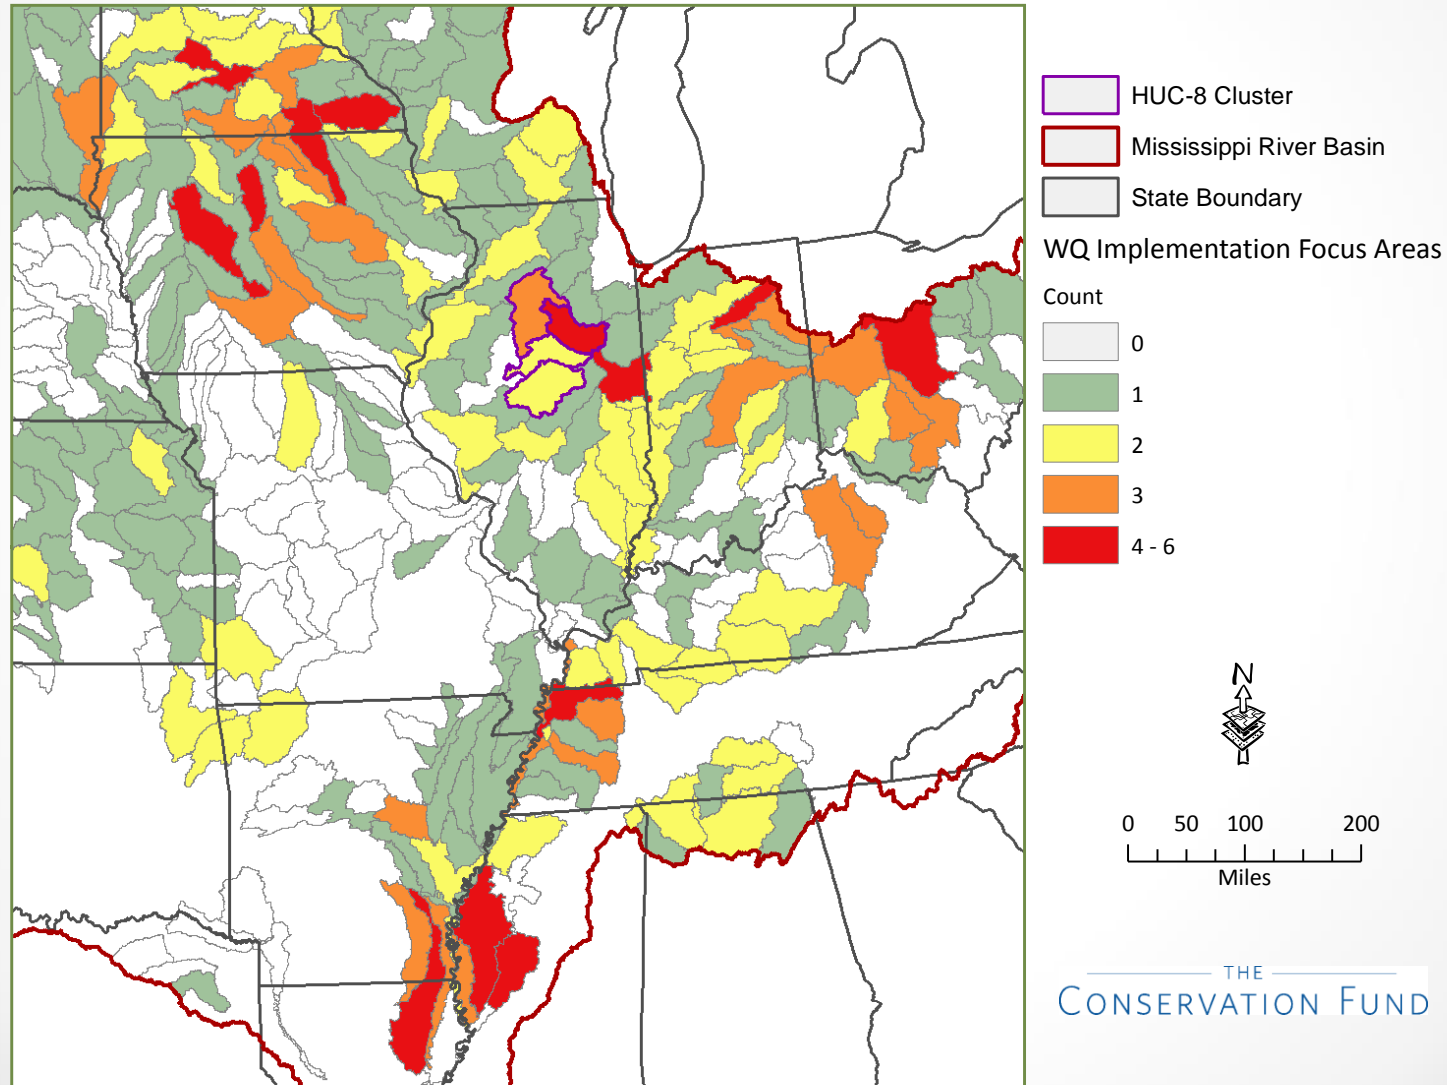 HUC-8 Cluster
Mississippi River Basin
State Boundary
WQ Implementation Focus Areas
Count
0
1
2
3
4 - 6
N
0 50 100 200
Miles
THE
CONSERVATION FUND